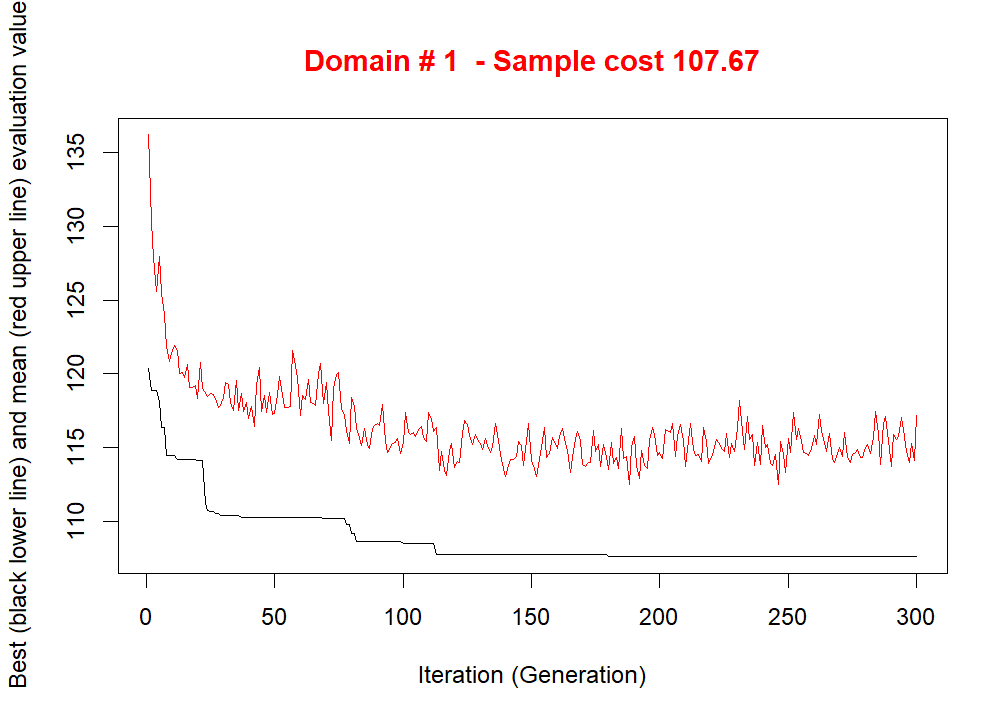 Domain # 1  - Sample cost 107.67
Best (black lower line) and mean (red upper line) evaluation value
135
130
125
120
115
110
0 50 100 150 200 250 300
Iteration (Generation)